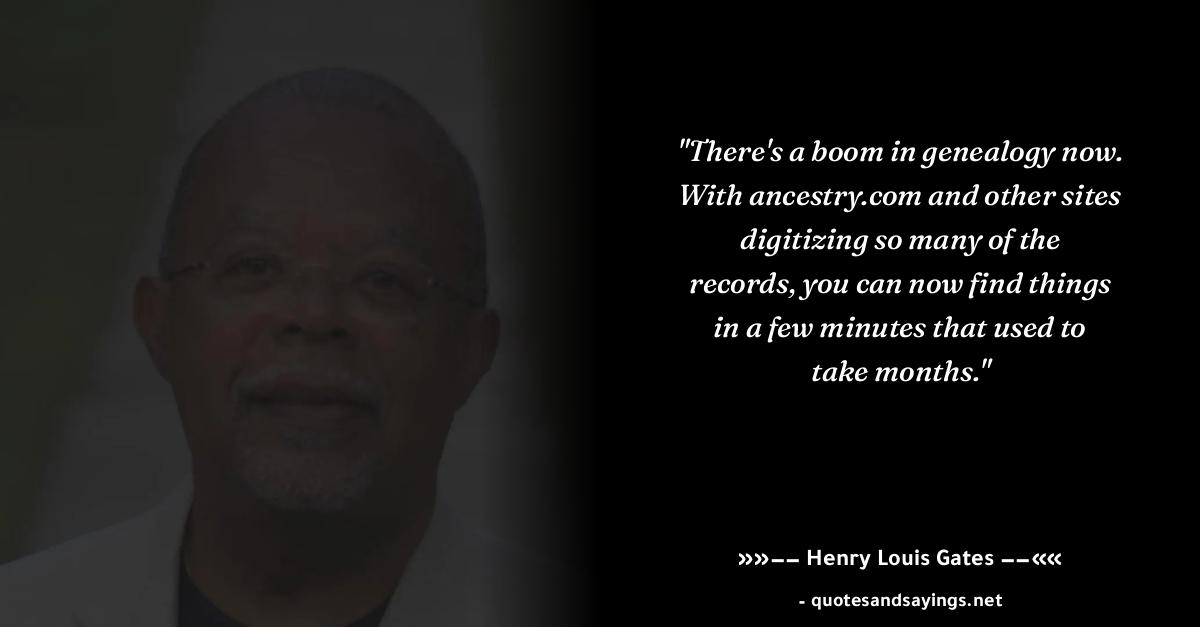 "There's a boom in genealogy now.
With ancestry.com and other sites
digitizing so many of the
records, you can now find things
in a few minutes that used to
take months."
»»–– Henry Louis Gates ––««
- quotesandsayings.net